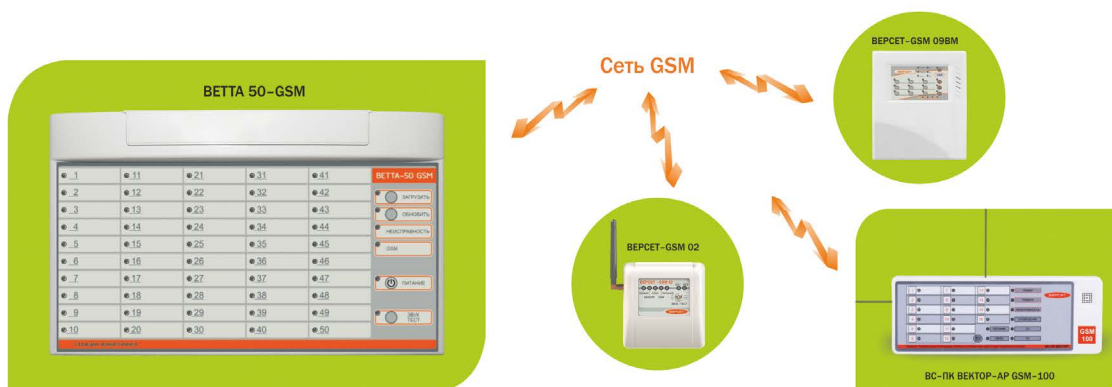 ВЕТТА 50-GSM
Сеть GSM
ВЕРСЕТ-GSM 09ВМ
1 11 21 31 41 ВЕТТА-50 GSM
2 12 22 32 42 ЗАГРУЗИТЬ
3 13 23 33 43 ОБНОВИТЬ
4 14 24 34 44 НЕИСПРАВНОСТЬ
5 15 25 35 45 GSM
6 16 26 36 46
7 17 27 37 47 ПИТАНИЕ
8 18 28 38 48
9 19 29 39 49 ЗВУК
ТЕСТ
10 20 30 40 50
ВЕРСЕТ-GSM 02
GSM
100
ВС-ПК ВЕКТОР-АР GSM-100